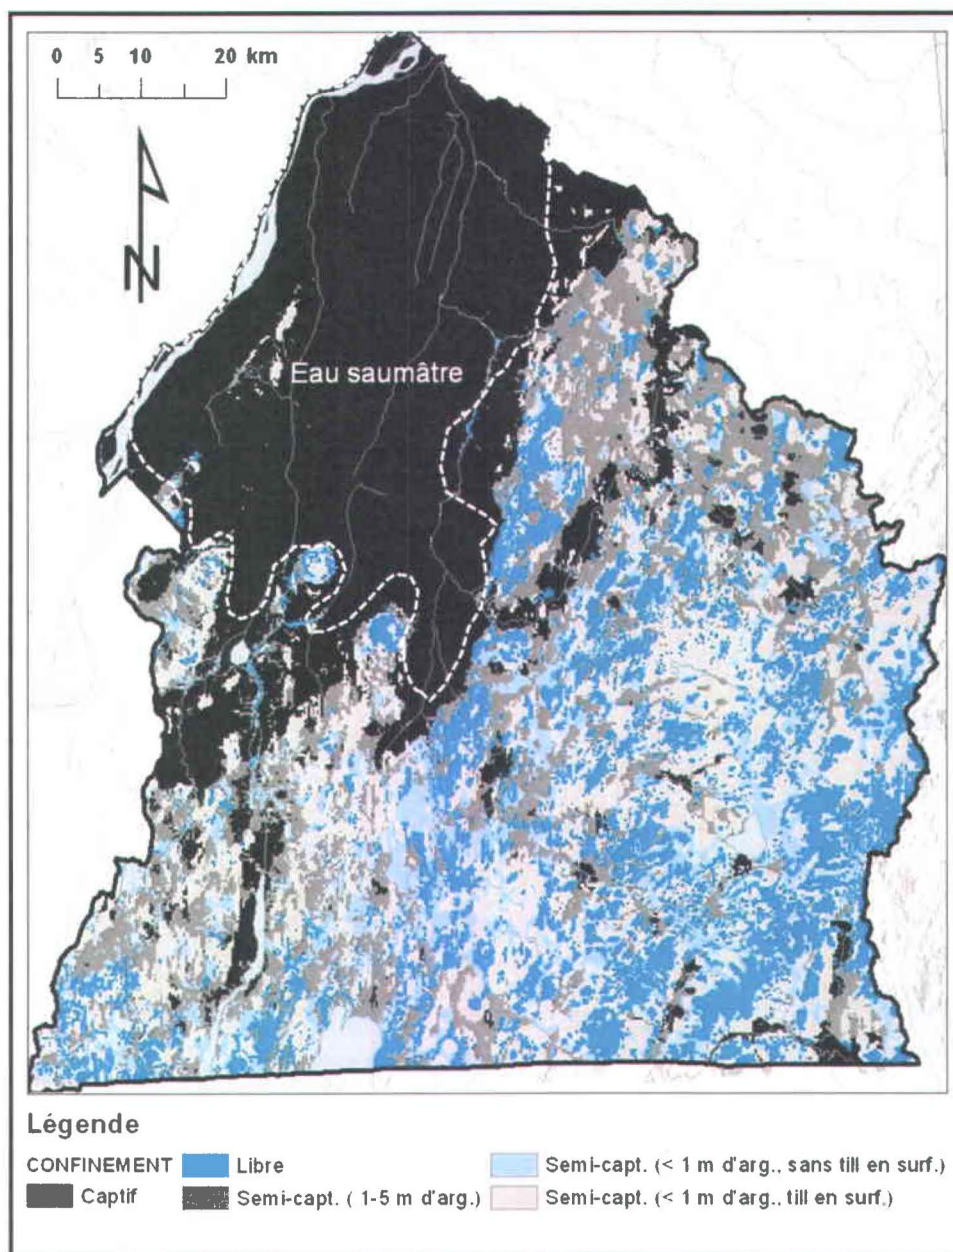 0 5 10 20 km
N
Eau saumâtre
Légende
CONFINEMENT
Captif
Libre
Semi-capt. ( 1-5 m d'arg.)
Semi-capt. (< 1 m d'arg., sans till en surf.)
Semi-capt. (< 1 m d'arg., till en surf.)